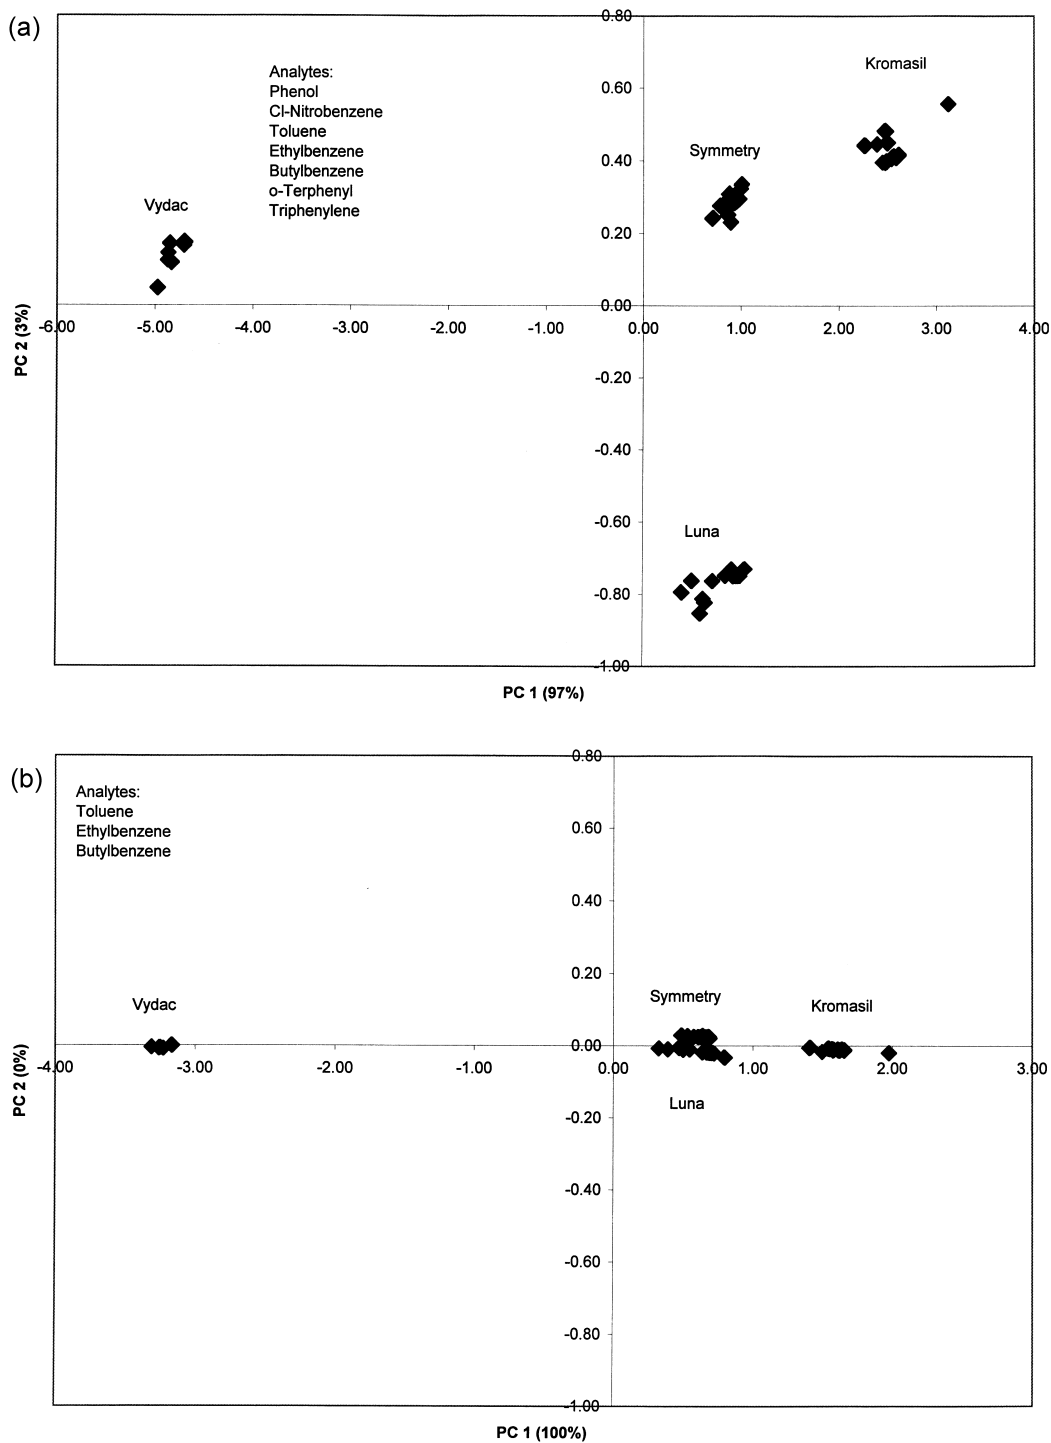 (a)
0.80
Analytes:
Phenol
Cl-Nitrobenzene
Toluene
Ethylbenzene
Butylbenzene
o-Terphenyl
Triphenylene
Kromasil
0.60
Symmetry
0.40
Vydac
0.20
0.00
-6.00 -5.00 -4.00 -3.00 -2.00 -1.00 0.00 1.00 2.00 3.00 4.00
PC 2 (3%)
-0.20
-0.40
-0.60
Luna
-0.80
-1.00
PC 1 (97%)
(b)
0.80
Analytes:
Toluene
Ethylbenzene
Butylbenzene
0.60
0.40
0.20
Vydac
Symmetry
Kromasil
0.00
-4.00 -3.00 -2.00 -1.00 0.00 1.00 2.00 3.00
PC 2 (0%)
Luna
-0.20
-0.40
-0.60
-0.80
-1.00
PC 1 (100%)